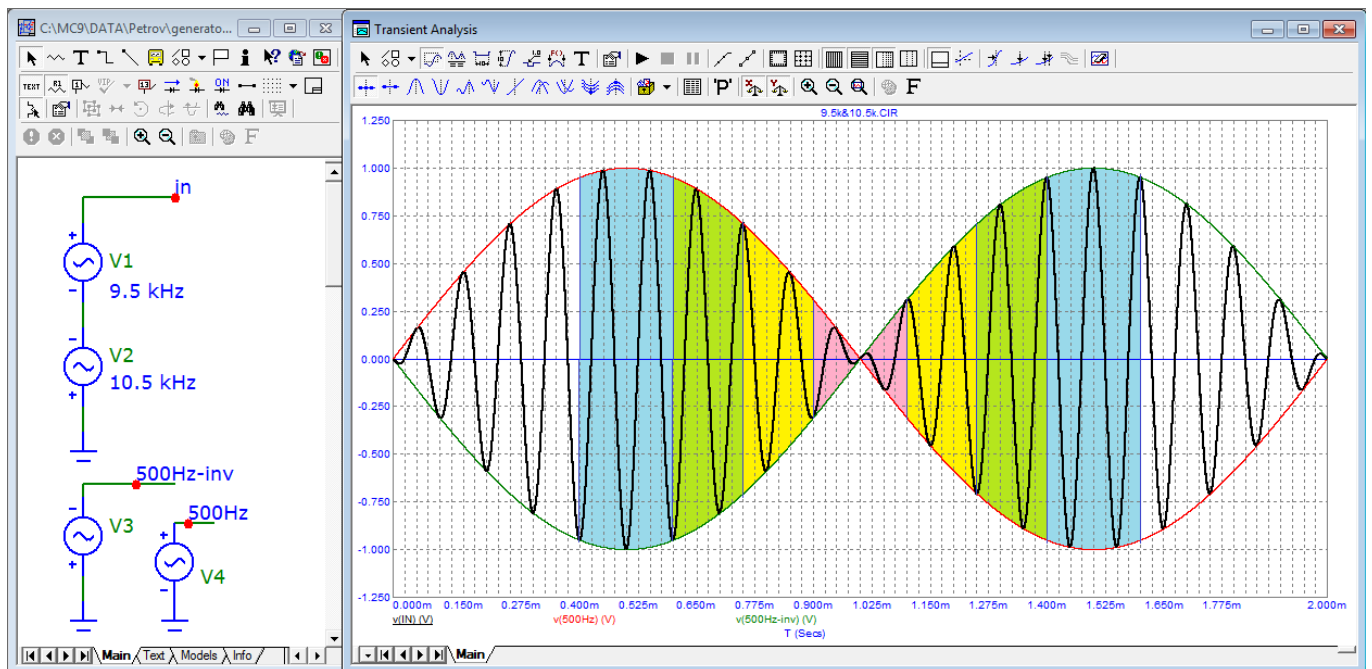 C:\MC9\DATA\Petrov\generato...
in
V1
9.5 kHz
V2
10.5 kHz
500Hz-inv
V3
500Hz
V4
Main
Text
Models
Info
Transient Analysis
9.5k&10.5k.CIR
1.250
1.000
0.750
0.500
0.250
0.000
-0.250
-0.500
-0.750
-1.000
-1.250
0.000m 0.150m 0.275m 0.400m 0.525m 0.650m 0.775m 0.900m 1.025m 1.150m 1.275m 1.400m 1.525m 1.650m 1.775m 2.000m
v(IN) (V) v(500Hz) (V) v(500Hz-inv) (V)
T (Secs)
Main